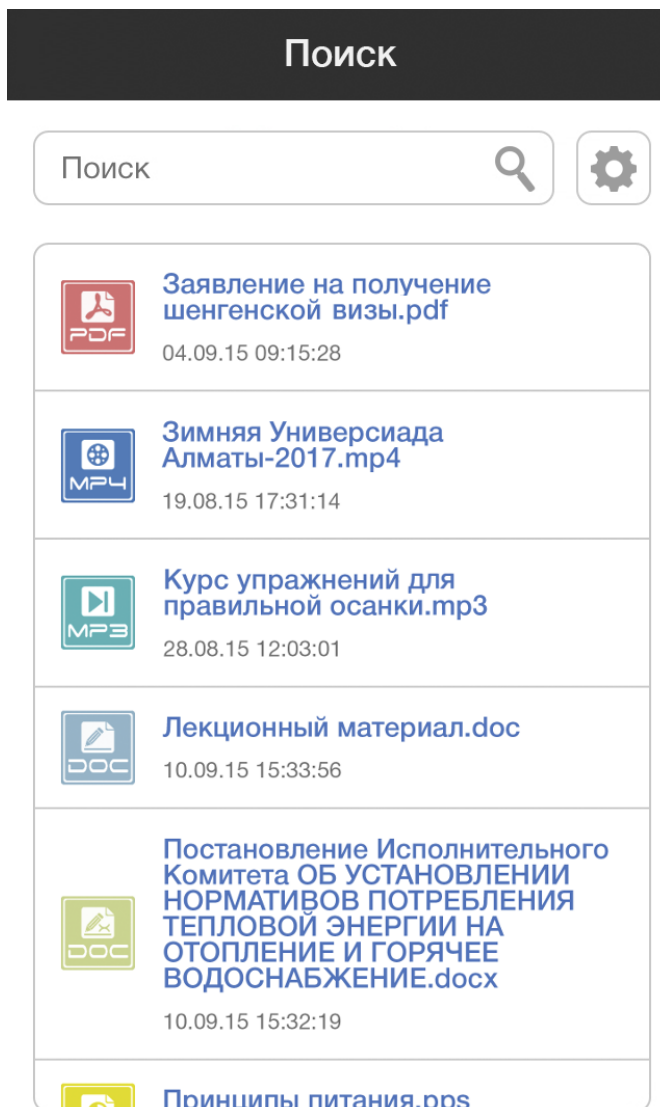 Поиск
Поиск
Заявление на получение
шенгенской визы.pdf
PDF
04.09.15 09:15:28
Зимняя Универсиада
Алматы-2017.mp4
MP4
19.08.15 17:31:14
Курс упражнений для
правильной осанки.mp3
MP3
28.08.15 12:03:01
Лекционный материал.doc
DOC
10.09.15 15:33:56
Постановление Исполнительного
Комитета ОБ УСТАНОВЛЕНИИ
НОРМАТИВОВ ПОТРЕБЛЕНИЯ
ТЕПЛОВОЙ ЭНЕРГИИ НА
ОТОПЛЕНИЕ И ГОРЯЧЕЕ
ВОДОСНАБЖЕНИЕ.docx
DOC
10.09.15 15:32:19
Принципы питания.pps